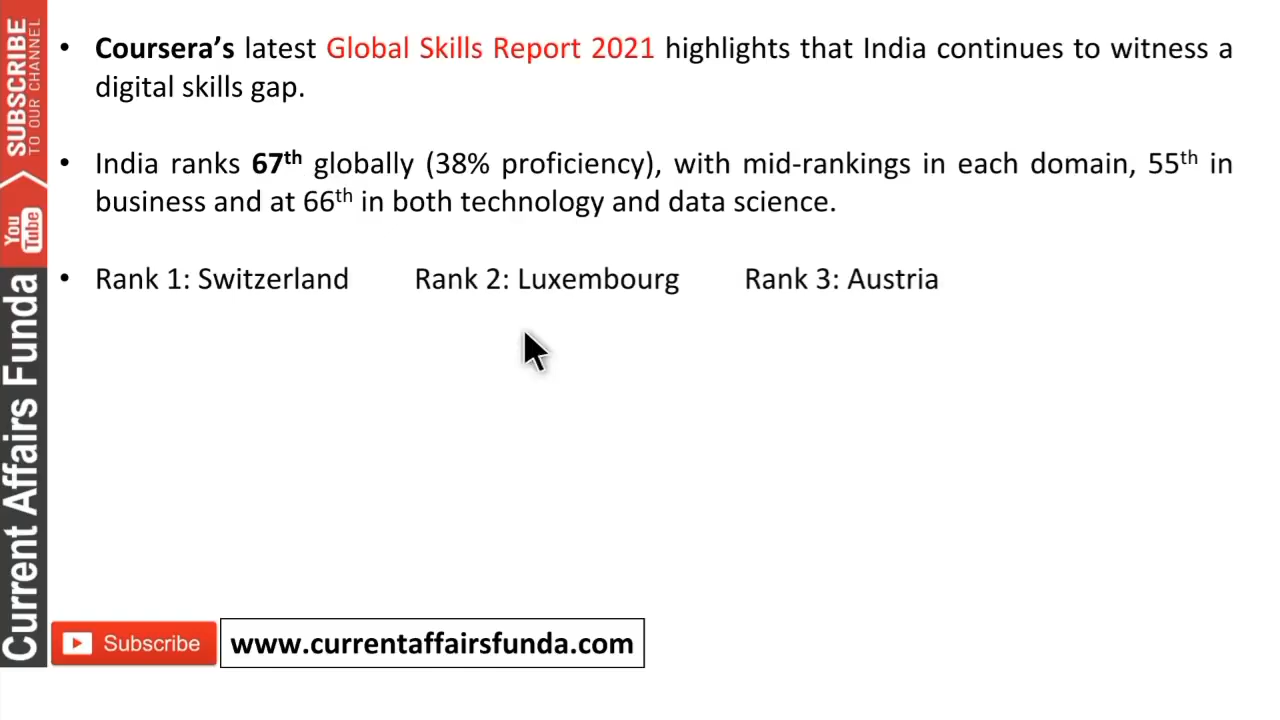 • Coursera’s latest Global Skills Report 2021 highlights that India continues to witness a
digital skills gap.
• India ranks 67th globally (38% proficiency), with mid-rankings in each domain, 55th in
business and at 66th in both technology and data science.
• Rank 1: Switzerland Rank 2: Luxembourg Rank 3: Austria
SUBSCRIBE
TO OUR CHANNEL
You
Tube
Current Affairs Funda
Subscribe
www.currentaffairsfunda.com